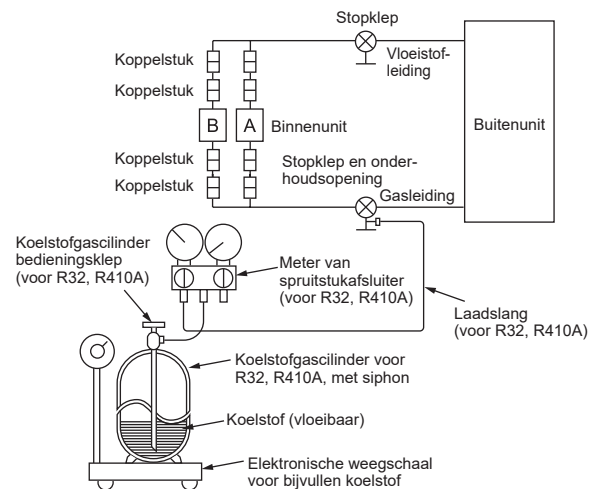 Stopklep
Vloeistof-
leiding
Koppelstuk
Koppelstuk
B
A
Binnenunit
Buitenunit
Koppelstuk
Koppelstuk
Stopklep en onder-
houdsopening
Gasleiding
Koelstofgascilinder
bedieningsklep
(voor R32, R410A)
Meter van
spruitstukafsluiter
(voor R32, R410A)
Laadslang
(voor R32, R410A)
Koelstofgascilinder voor
R32, R410A, met siphon
Koelstof (vloeibaar)
Elektronische weegschaal
voor bijvullen koelstof